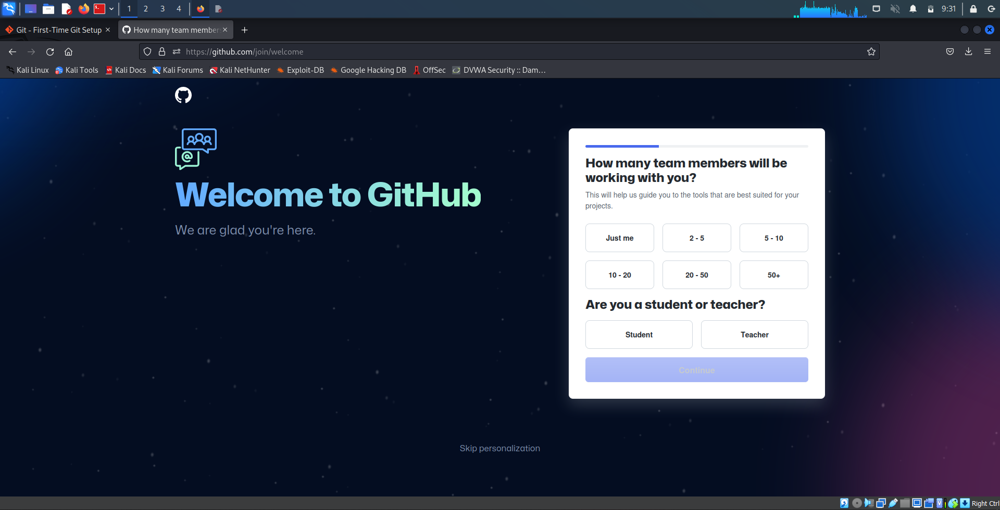 1 2 3 4 9:31
Git - First-Time Git Setup
How many team member
https://github.com/join/welcome
Kali Linux Kali Tools Kali Docs Kali Forums Kali NetHunter Exploit-DB Google Hacking DB OffSec DVWA Security :: Dam…
Welcome to GitHub
We are glad you're here.
How many team members will be
working with you?
This will help us guide you to the tools that are best suited for your
projects.
Just me 2 - 5 5 - 10
10 - 20 20 - 50 50+
Are you a student or teacher?
Student Teacher
Continue
Skip personalization
Right Ctrl